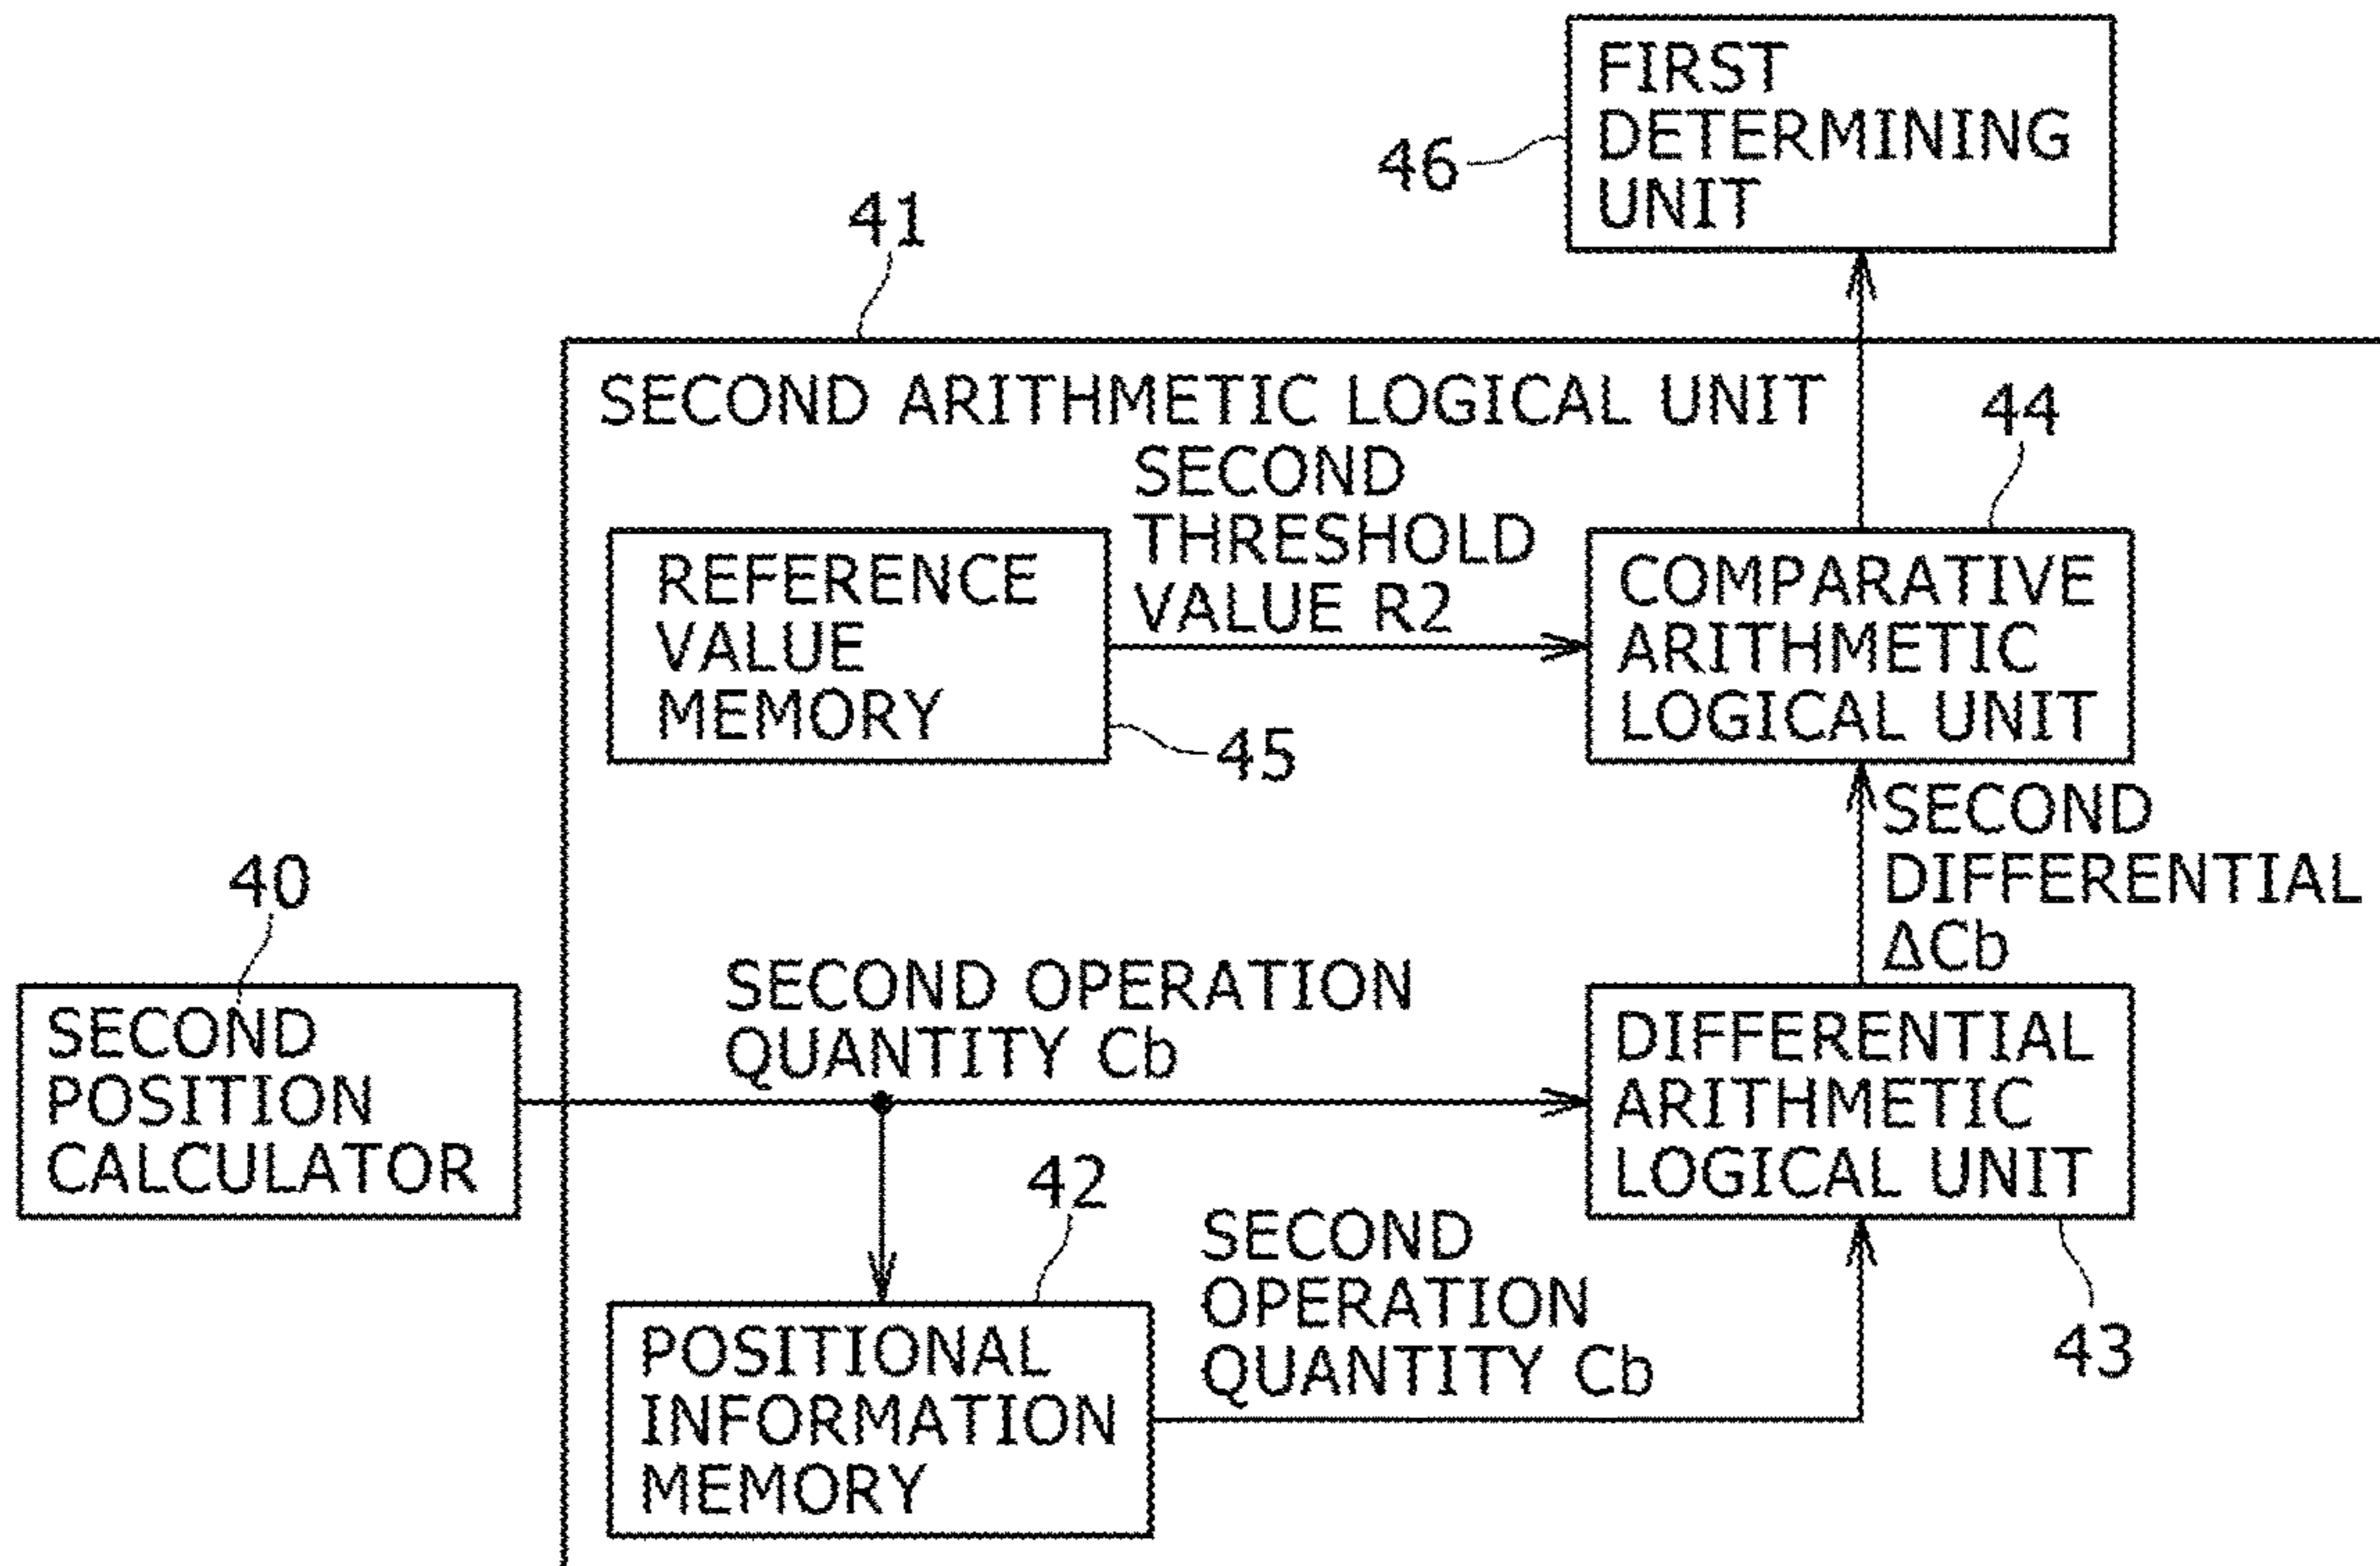 FIRST
DETERMINING
UNIT
46
41
SECOND ARITHMETIC LOGICAL UNIT
44
SECOND
THRESHOLD
VALUE R2
REFERENCE
VALUE
MEMORY
45
COMPARATIVE
ARITHMETIC
LOGICAL UNIT
SECOND
DIFFERENTIAL
ΔCb
40
SECOND
POSITION
CALCULATOR
SECOND OPERATION
QUANTITY Cb
DIFFERENTIAL
ARITHMETIC
LOGICAL UNIT
42
43
POSITIONAL
INFORMATION
MEMORY
SECOND
OPERATION
QUANTITY Cb